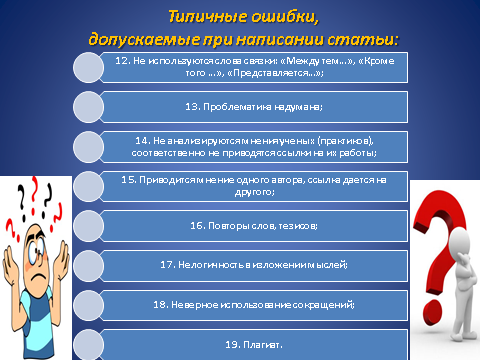 Типичные ошибки,
допускаемые при написании статьи:
12. Не используются слова связки: «Между тем…», «Кроме
того …», «Представляется…»;
13. Проблематика надумана;
14. Не анализируются мнения ученых (практиков),
соответственно не приводятся ссылки на их работы;
15. Приводится мнение одного автора, ссылка дается на
другого;
16. Повторы слов, тезисов;
17. Нелогичность в изложении мыслей;
18. Неверное использование сокращений;
19. Плагиат.